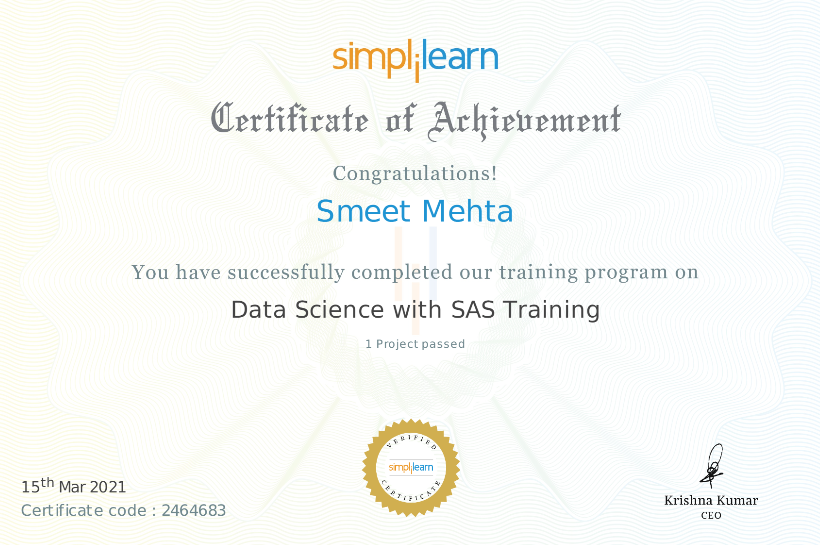 simplilearn
Certificate of Achievement
Congratulations!
Smeet Mehta
You have successfully completed our training program on
Data Science with SAS Training
1 Project passed
VERIFIED
simplilearn
CERTIFICATE
15th Mar 2021
Certificate code : 2464683
Krishna Kumar
CEO